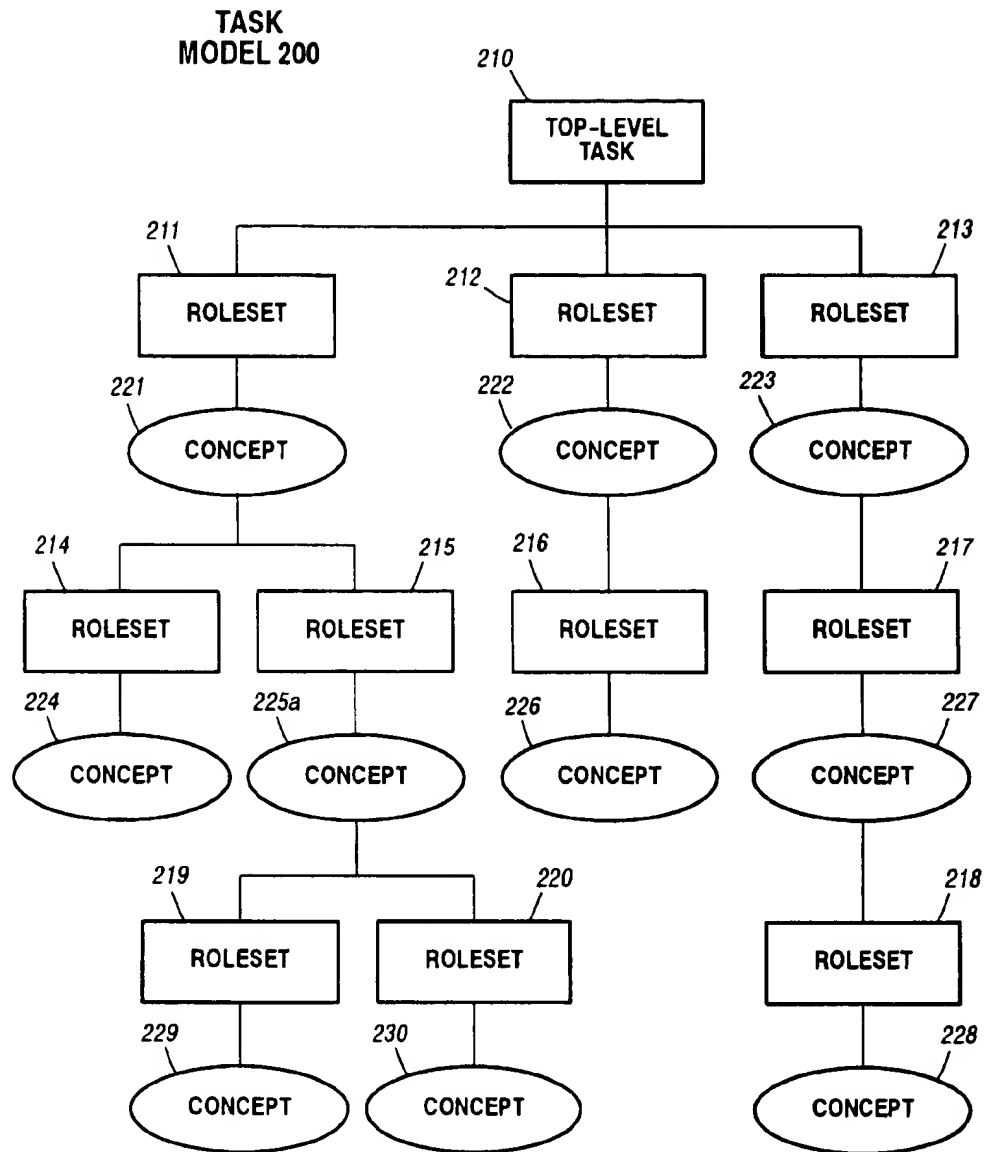 TASK
MODEL 200
210
TOP-LEVEL
TASK
211
212
213
ROLESET
ROLESET
ROLESET
221
222
223
CONCEPT
CONCEPT
CONCEPT
214
215
216
217
ROLESET
ROLESET
ROLESET
ROLESET
224
225a
226
227
CONCEPT
CONCEPT
CONCEPT
CONCEPT
219
220
218
ROLESET
ROLESET
ROLESET
229
230
228
CONCEPT
CONCEPT
CONCEPT